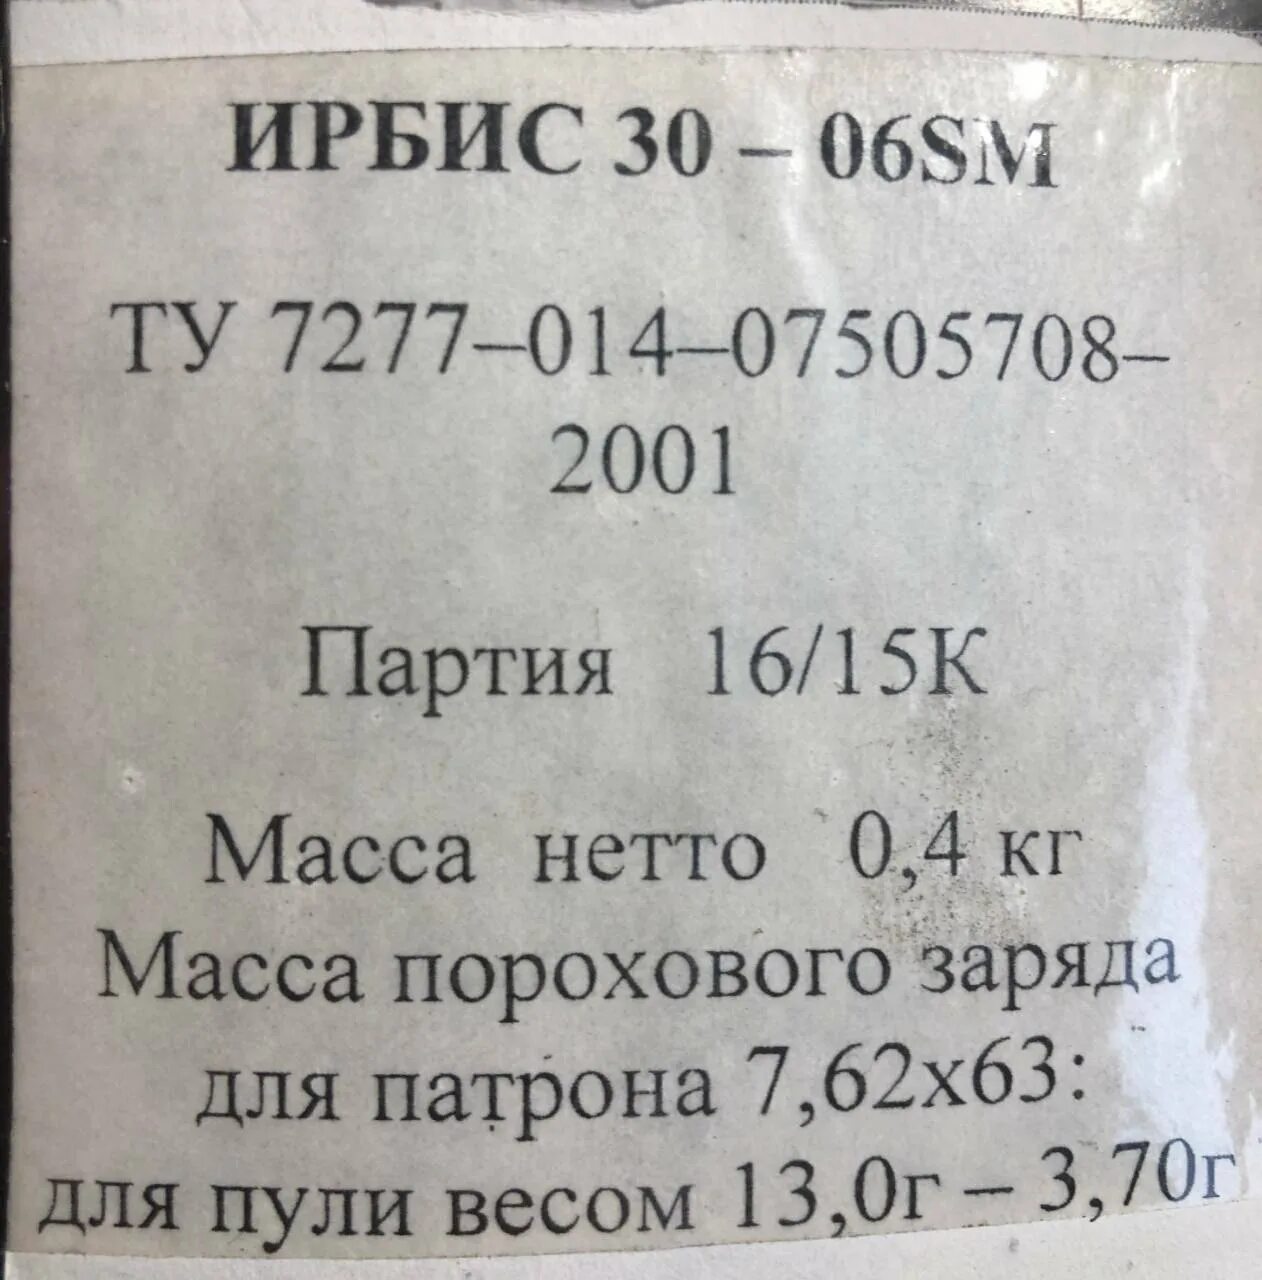 ИРБИС 30 – 06SM
ТУ 7277–014–07505708–
2001
Партия 16/15К
Масса нетто 0,4 кг
Масса порохового заряда
для патрона 7,62х63:
для пули весом 13,0г – 3,70г